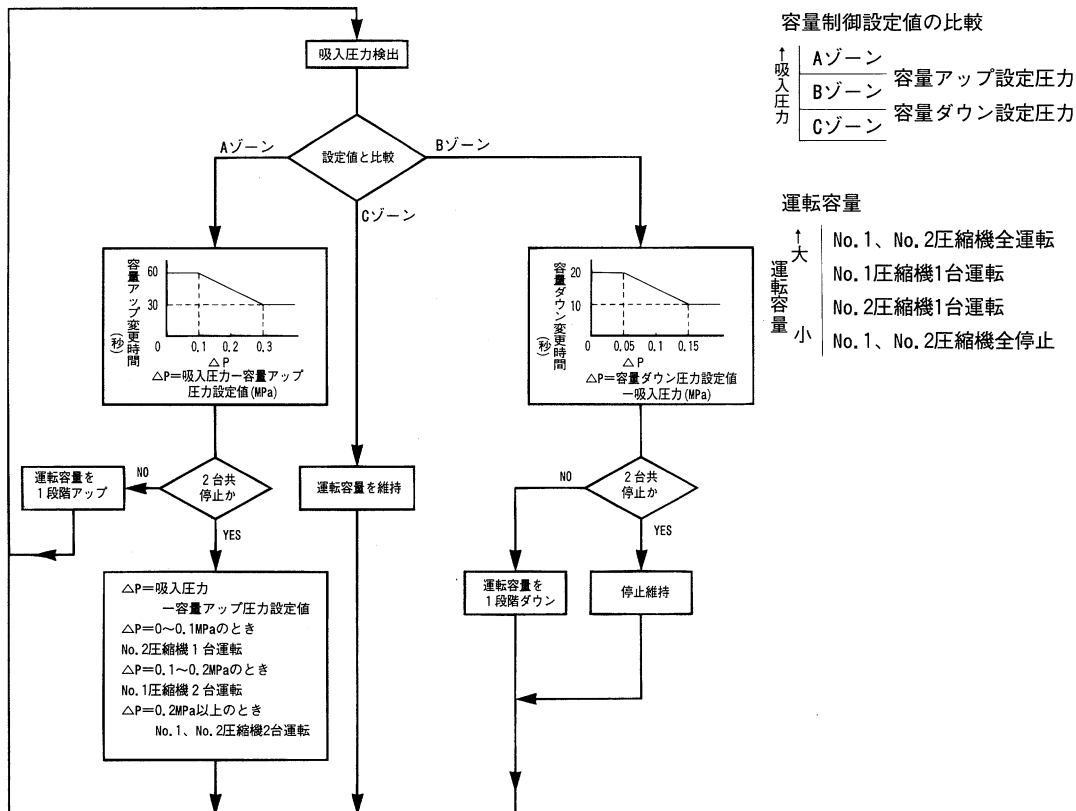 吸入圧力検出
設定値と比較
Aゾーン
Bゾーン
Cゾーン
容量アップ変更時間(秒)
60
30
0
0.1
0.2
0.3
△P
△P=吸入圧力ー容量アップ
圧力設定値(MPa)
容量ダウン変更時間(秒)
20
10
0
0.05
0.15
△P
△P=容量ダウン圧力設定値
ー吸入圧力(MPa)
2台共
停止か
NO
YES
運転容量を
1段階アップ
運転容量を維持
2台共
停止か
NO
YES
運転容量を
1段階ダウン
停止維持
△P=吸入圧力
ー容量アップ圧力設定値
△P=0~0.1MPaのとき
No.2圧縮機1台運転
△P=0.1~0.2MPaのとき
No.1圧縮機2台運転
△P=0.2MPa以上のとき
No.1、No.2圧縮機2台運転
容量制御設定値の比較
↑吸入圧力
Aゾーン
Bゾーン
Cゾーン
容量アップ設定圧力
容量ダウン設定圧力
運転容量
↑大
運転容量
小
No.1、No.2圧縮機全運転
No.1圧縮機1台運転
No.2圧縮機1台運転
No.1、No.2圧縮機全停止